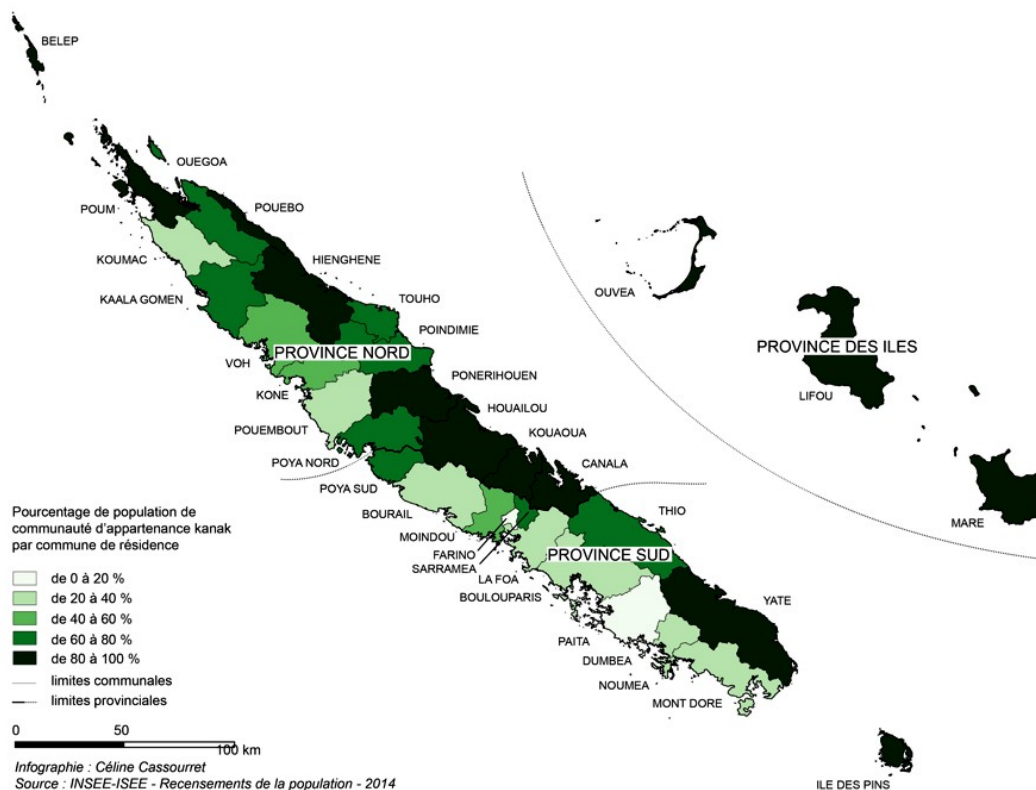 BELEP
OUEGOA
POUEBO
POUM
HIENGHENE
KOUMAC
TOUHO
OUVEA
KAALA GOMEN
POINDIMIE
PROVINCE DES ILES
PROVINCE NORD
VOH
PONERIHOUEN
LIFOU
KONE
HOUAILOU
POUEMBOUT
KOUAOUA
POYA NORD
CANALA
POYA SUD
BOURAIL
THIO
MARE
MOINDOU
FARINO
PROVINCE SUD
SARRAMEA
LA FOA
BOULOUPARIS
YATE
PAITA
DUMBEA
NOUMEA
MONT DORE
ILE DES PINS
Pourcentage de population de
communauté d'appartenance kanak
par commune de résidence
de 0 à 20 %
de 20 à 40 %
de 40 à 60 %
de 60 à 80 %
de 80 à 100 %
limites communales
limites provinciales
0 50 100 km
Infographie : Céline Cassourret
Source : INSEE-ISEE - Recensements de la population - 2014